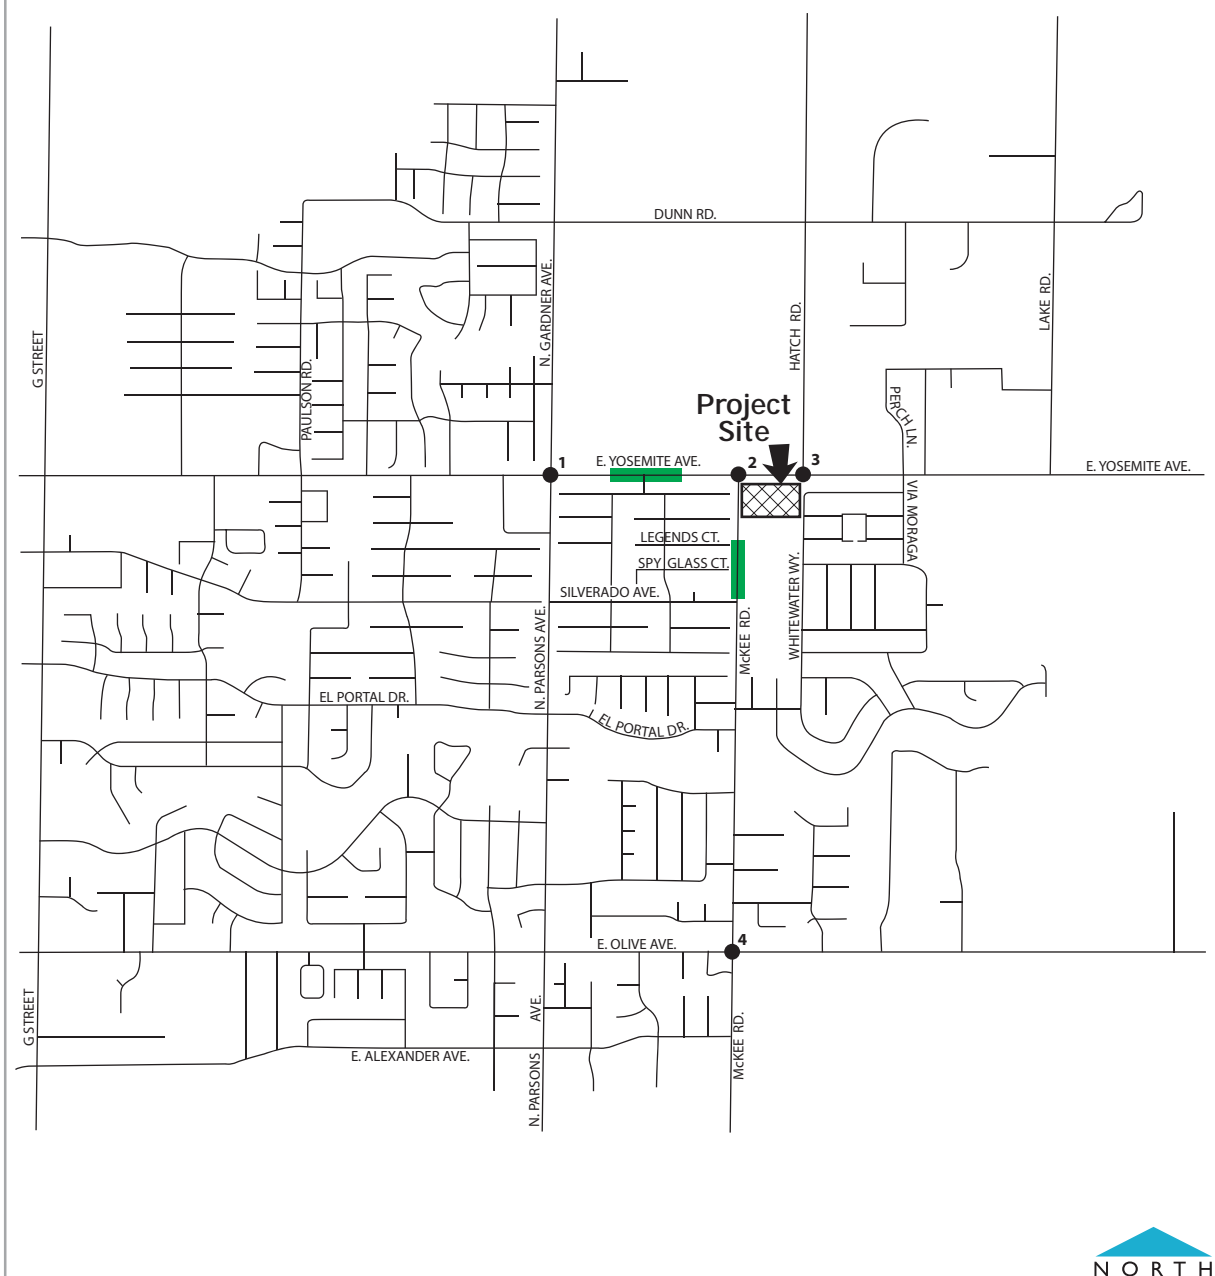 DUNN RD.
N. GARDNER AVE.
HATCH RD.
LAKE RD.
G STREET
PAULSON RD.
PERCH LN.
Project
Site
1
E. YOSEMITE AVE.
2
3
E. YOSEMITE AVE.
VIA MORAGA
LEGENDS CT.
SPY GLASS CT.
SILVERADO AVE.
WHITEWATER WY.
N. PARSONS AVE.
McKEE RD.
EL PORTAL DR.
EL PORTAL DR.
E. OLIVE AVE.
4
G STREET
N. PARSONS AVE.
McKEE RD.
E. ALEXANDER AVE.
NORTH